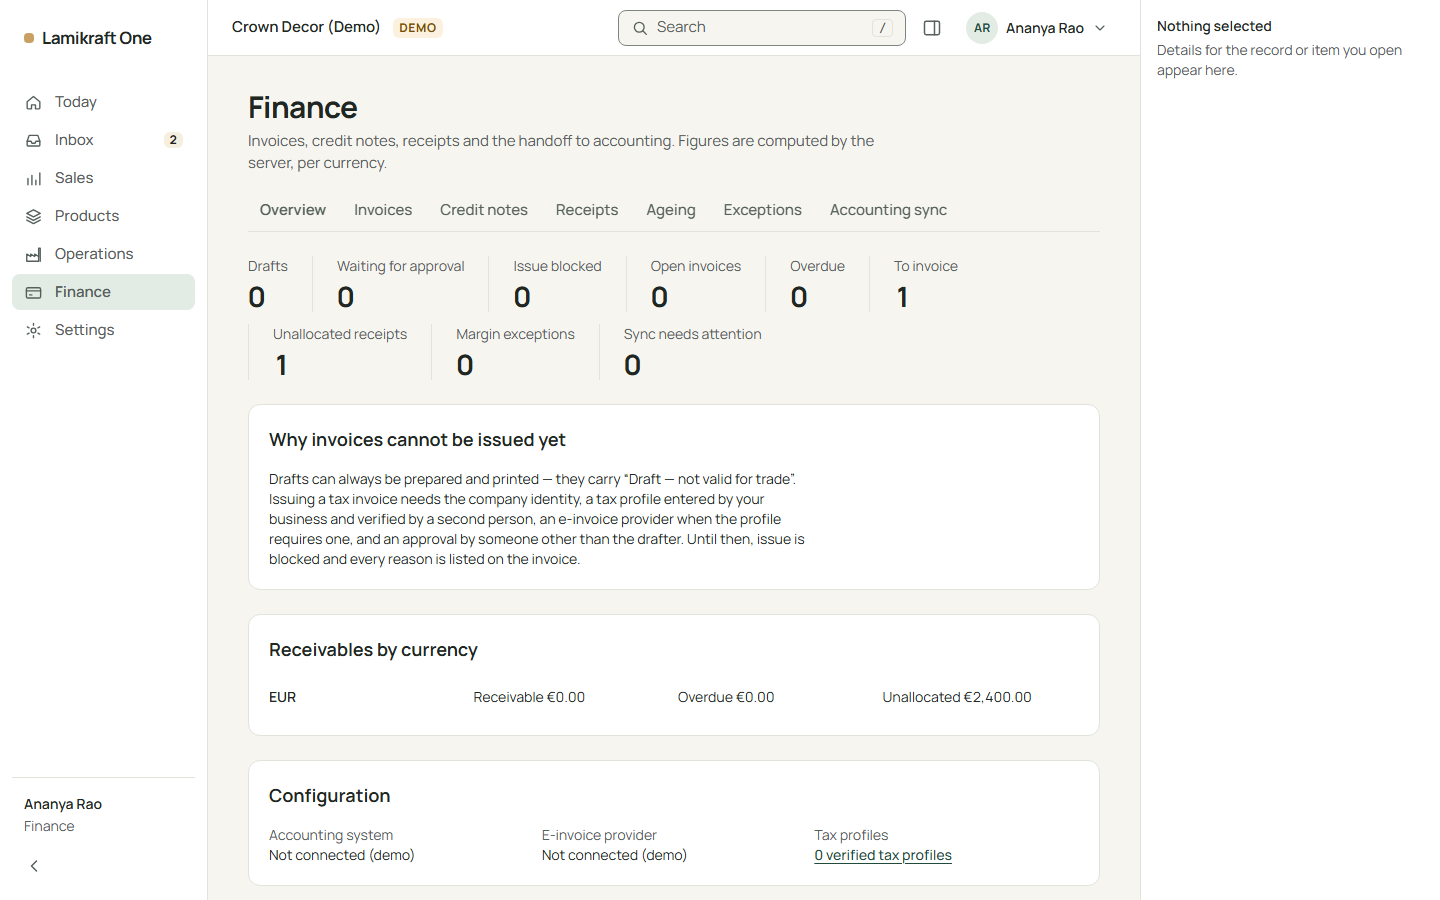 Lamikraft One
Today
Inbox 2
Sales
Products
Operations
Finance
Settings
Ananya Rao
Finance
Crown Decor (Demo) DEMO
Search /
AR Ananya Rao
Finance
Invoices, credit notes, receipts and the handoff to accounting. Figures are computed by the
server, per currency.
Overview Invoices Credit notes Receipts Ageing Exceptions Accounting sync
Drafts Waiting for approval Issue blocked Open invoices Overdue To invoice
0 0 0 0 0 1
Unallocated receipts Margin exceptions Sync needs attention
1 0 0
Why invoices cannot be issued yet
Drafts can always be prepared and printed — they carry “Draft — not valid for trade”.
Issuing a tax invoice needs the company identity, a tax profile entered by your
business and verified by a second person, an e-invoice provider when the profile
requires one, and an approval by someone other than the drafter. Until then, issue is
blocked and every reason is listed on the invoice.
Receivables by currency
EUR Receivable €0.00 Overdue €0.00 Unallocated €2,400.00
Configuration
Accounting system E-invoice provider Tax profiles
Not connected (demo) Not connected (demo) 0 verified tax profiles
Nothing selected
Details for the record or item you open
appear here.